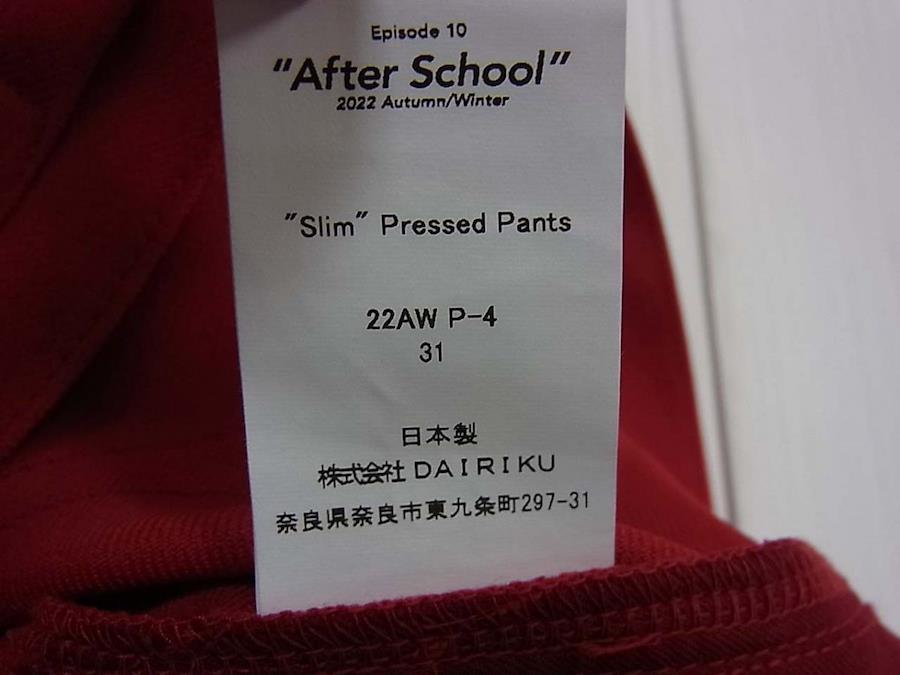 Episode 10
"After School"
2022 Autumn/Winter
"Slim" Pressed Pants
22AW P-4
31
日本製
株式会社 DAIRIKU
奈良県奈良市東九条町297-31